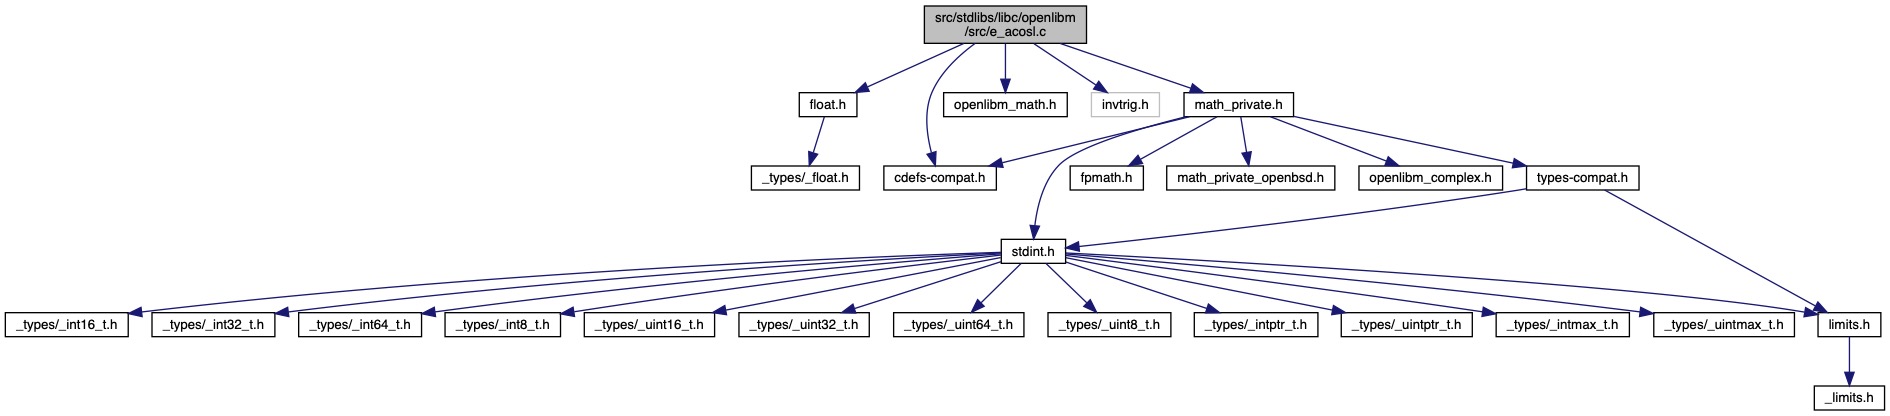 src/stdlibs/libc/openlibm
/src/e_acosl.c
float.h
openlibm_math.h
invtrig.h
math_private.h
_types/_float.h
cdefs-compat.h
fpmath.h
math_private_openbsd.h
openlibm_complex.h
types-compat.h
stdint.h
_types/_int16_t.h
_types/_int32_t.h
_types/_int64_t.h
_types/_int8_t.h
_types/_uint16_t.h
_types/_uint32_t.h
_types/_uint64_t.h
_types/_uint8_t.h
_types/_intptr_t.h
_types/_uintptr_t.h
_types/_intmax_t.h
_types/_uintmax_t.h
limits.h
_limits.h